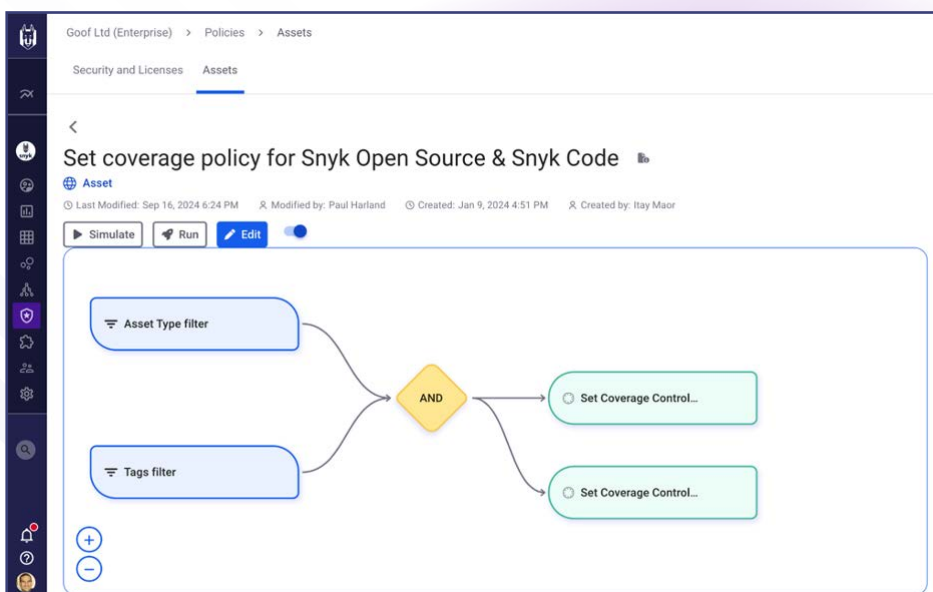 Goof Ltd (Enterprise) > Policies > Assets
Security and Licenses Assets
Set coverage policy for Snyk Open Source & Snyk Code
Asset
Last Modified: Sep 16, 2024 6:24 PM Modified by: Paul Harland Created: Jan 9, 2024 4:51 PM Created by: Itay Maor
Simulate Run Edit
Asset Type filter
AND
Set Coverage Control...
Tags filter
Set Coverage Control...
snyk